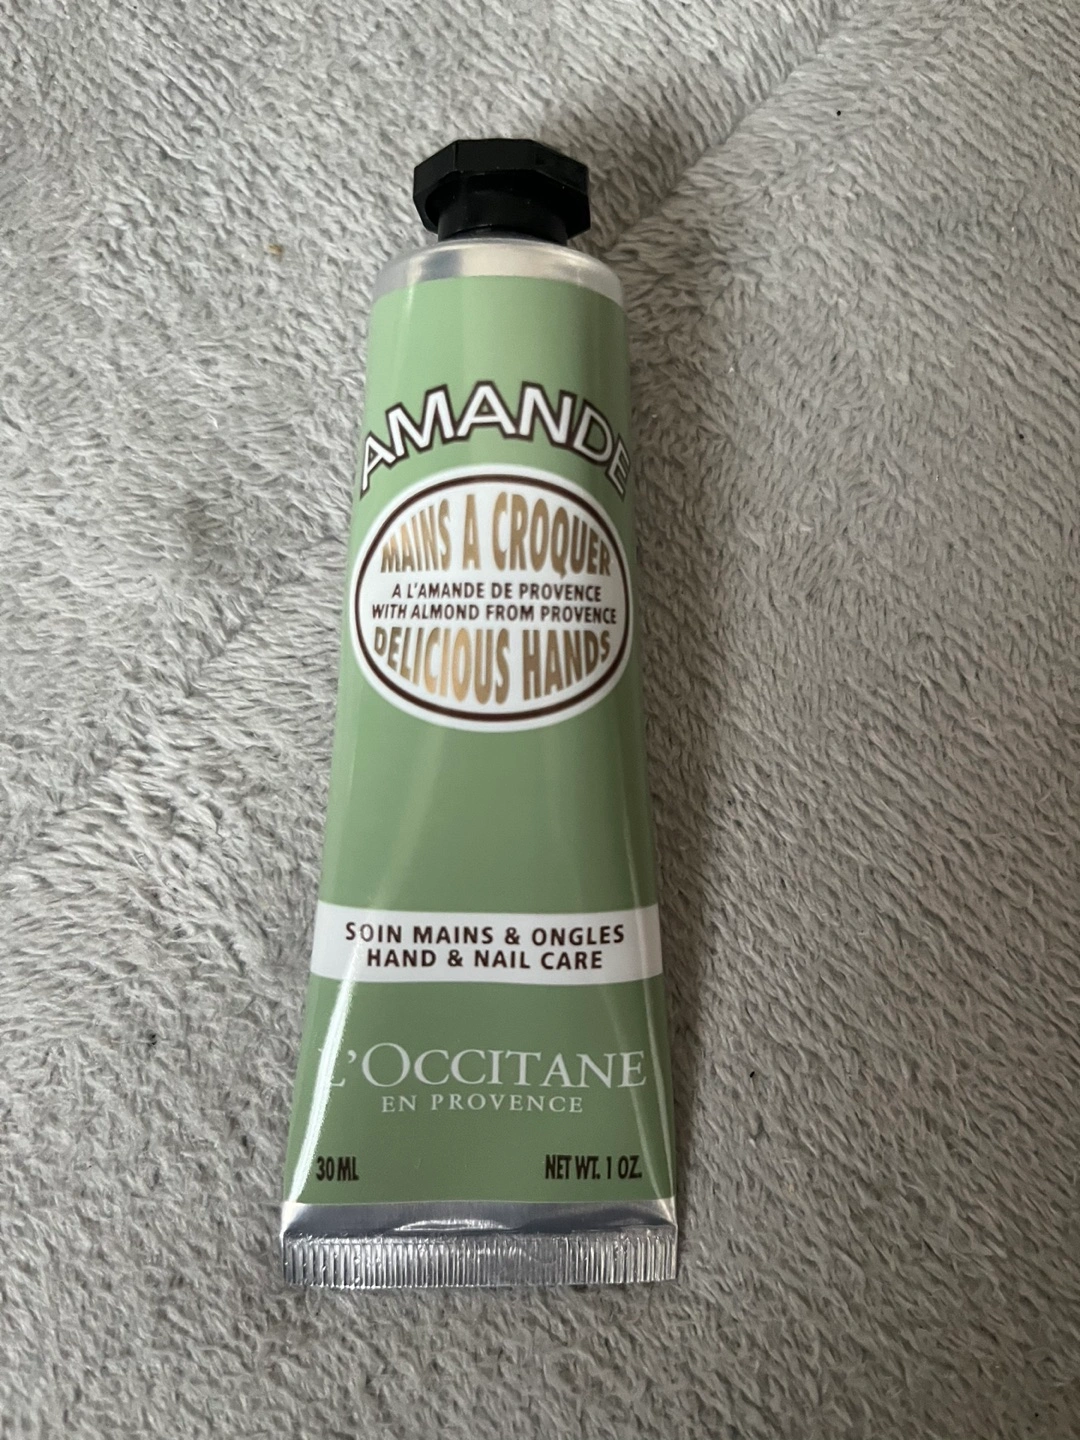 AMANDE
MAINS A CROQUER
A L'AMANDE DE PROVENCE
WITH ALMOND FROM PROVENCE
DELICIOUS HANDS
SOIN MAINS & ONGLES
HAND & NAIL CARE
L'OCCITANE
EN PROVENCE
30 ML NET WT. 1 OZ.